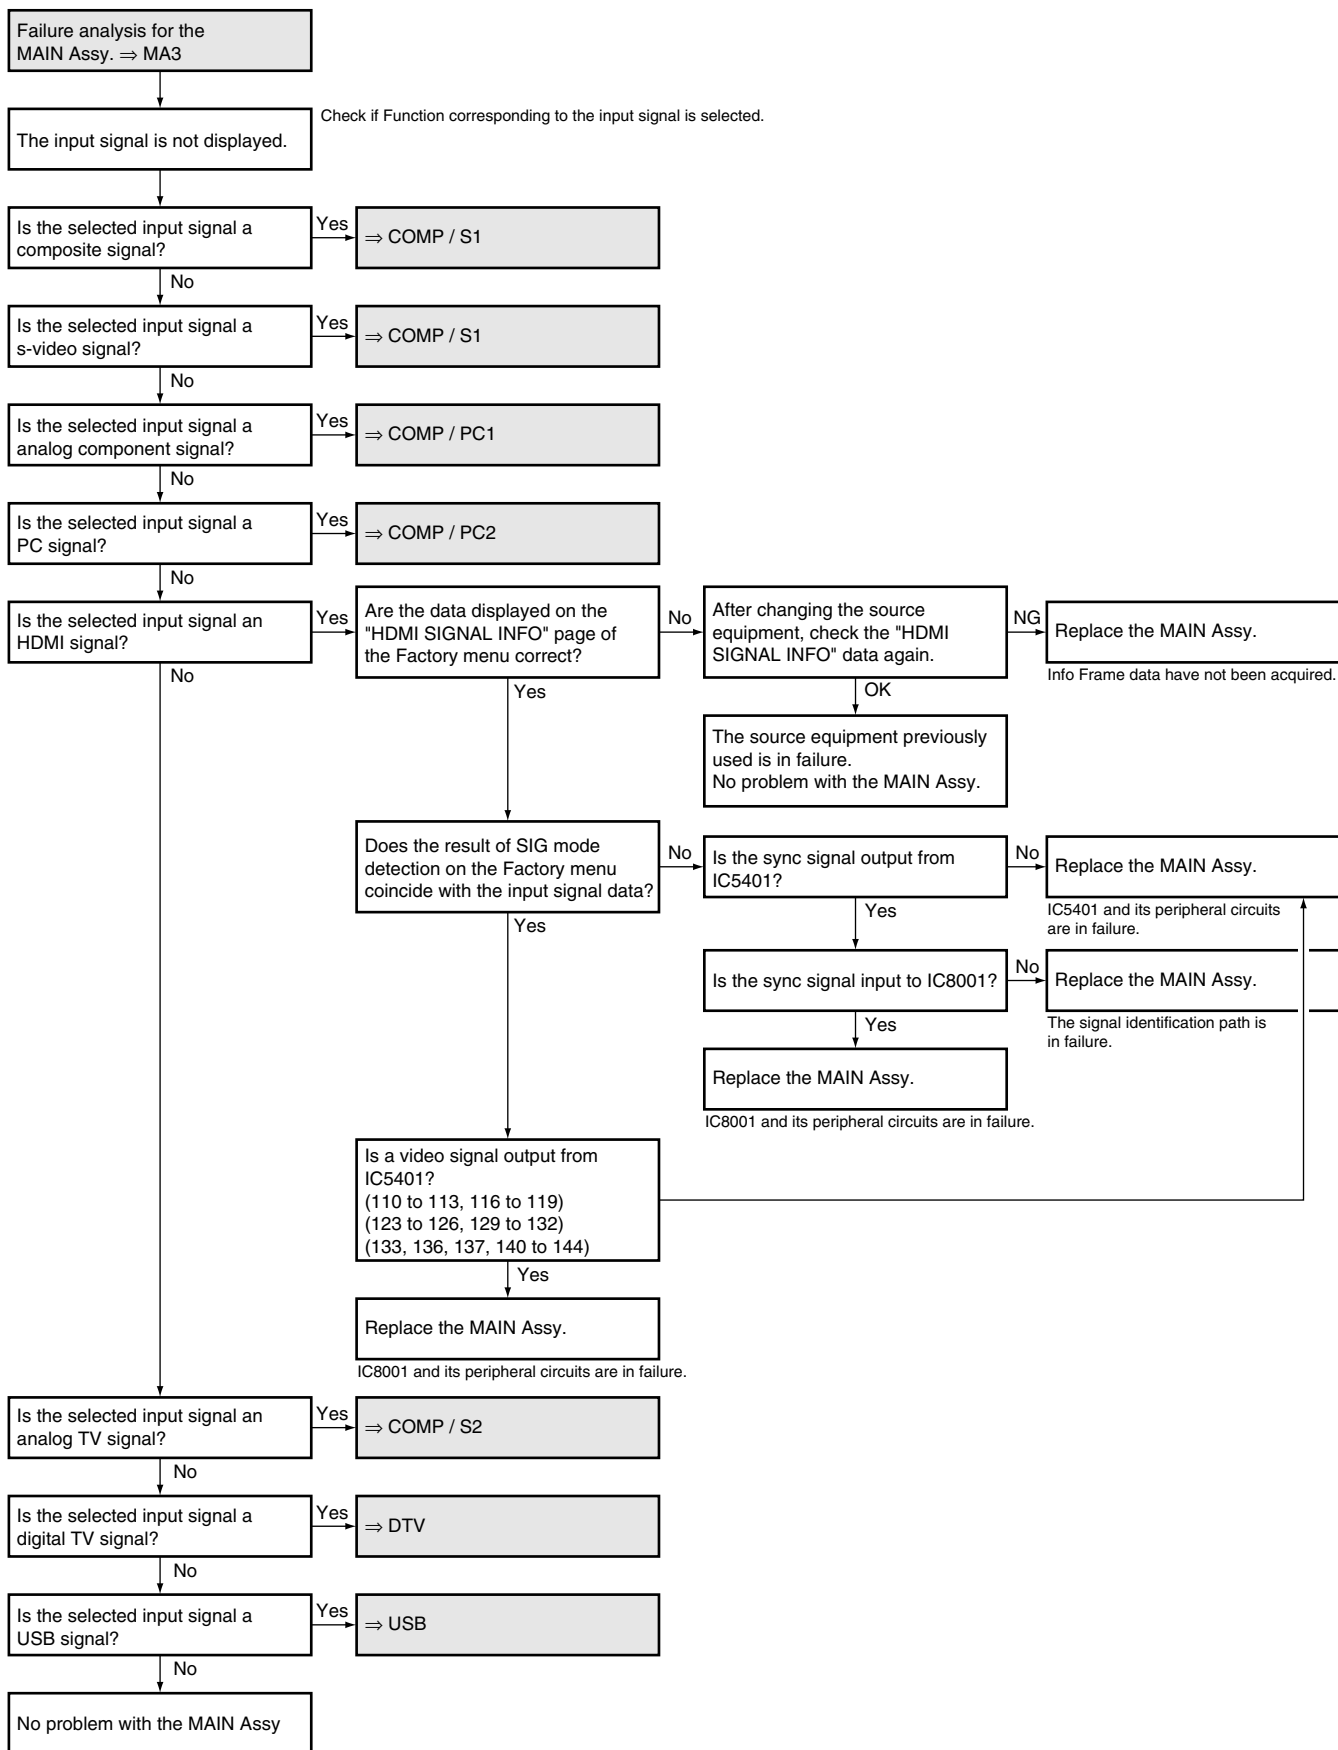 Failure analysis for the
MAIN Assy. ⇒ MA3
The input signal is not displayed.
Check if Function corresponding to the input signal is selected.
Is the selected input signal a
composite signal?
Yes
⇒ COMP / S1
No
Is the selected input signal a
s-video signal?
Yes
⇒ COMP / S1
No
Is the selected input signal a
analog component signal?
Yes
⇒ COMP / PC1
No
Is the selected input signal a
PC signal?
Yes
⇒ COMP / PC2
No
Is the selected input signal an
HDMI signal?
Yes
Are the data displayed on the
"HDMI SIGNAL INFO" page of
the Factory menu correct?
No
After changing the source
equipment, check the "HDMI
SIGNAL INFO" data again.
NG
Replace the MAIN Assy.
Info Frame data have not been acquired.
No
Yes
OK
The source equipment previously
used is in failure.
No problem with the MAIN Assy.
Does the result of SIG mode
detection on the Factory menu
coincide with the input signal data?
No
Is the sync signal output from
IC5401?
No
Replace the MAIN Assy.
IC5401 and its peripheral circuits
are in failure.
Yes
Yes
Is the sync signal input to IC8001?
No
Replace the MAIN Assy.
The signal identification path is
in failure.
Yes
Replace the MAIN Assy.
IC8001 and its peripheral circuits are in failure.
Is a video signal output from
IC5401?
(110 to 113, 116 to 119)
(123 to 126, 129 to 132)
(133, 136, 137, 140 to 144)
Yes
Replace the MAIN Assy.
IC8001 and its peripheral circuits are in failure.
Is the selected input signal an
analog TV signal?
Yes
⇒ COMP / S2
No
Is the selected input signal a
digital TV signal?
Yes
⇒ DTV
No
Is the selected input signal a
USB signal?
Yes
⇒ USB
No
No problem with the MAIN Assy